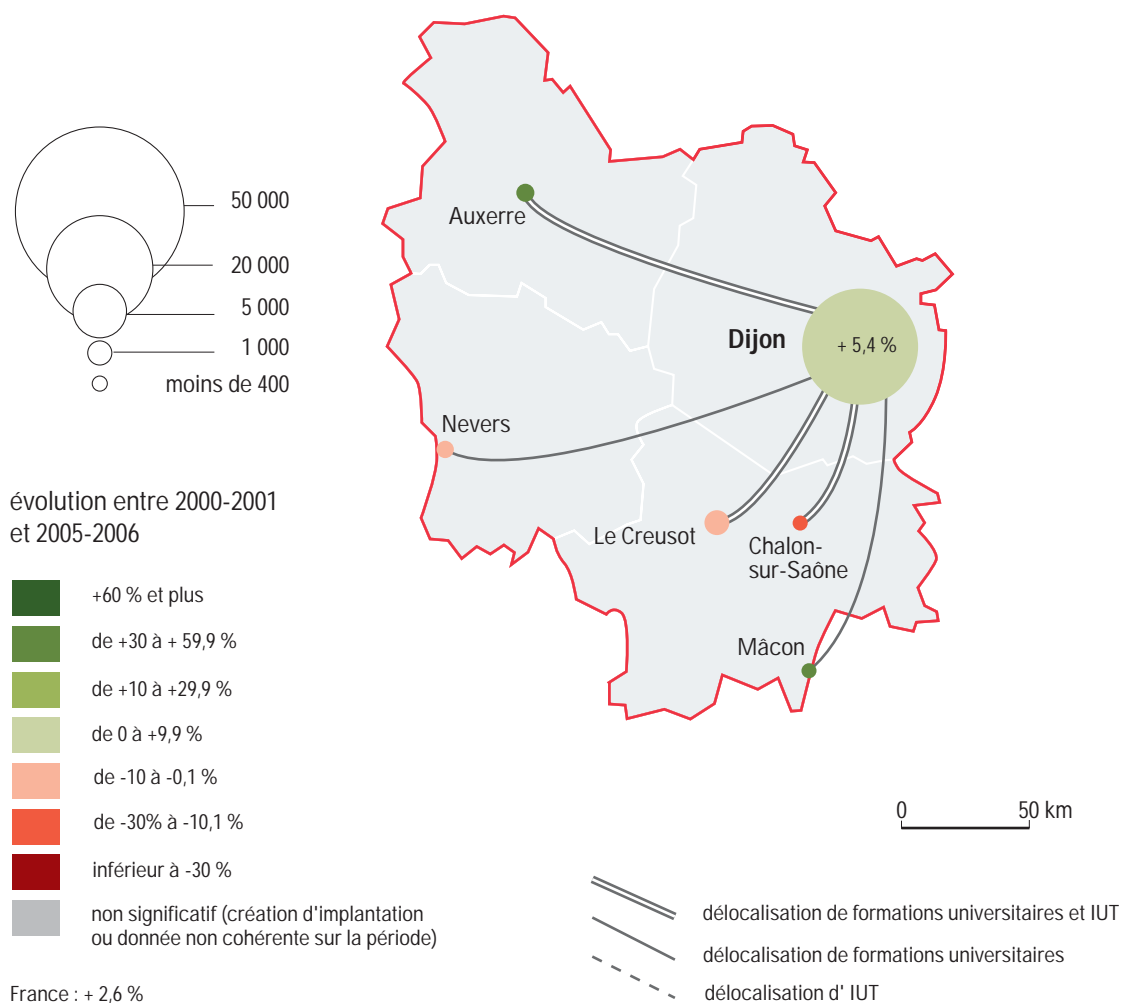 50 000
20 000
5 000
1 000
moins de 400
évolution entre 2000-2001
et 2005-2006
+60 % et plus
de +30 à + 59,9 %
de +10 à +29,9 %
de 0 à +9,9 %
de -10 à -0,1 %
de -30% à -10,1 %
inférieur à -30 %
non significatif (création d'implantation
ou donnée non cohérente sur la période)
France : + 2,6 %
Auxerre
Dijon
+ 5,4 %
Nevers
Le Creusot
Chalon-
sur-Saône
Mâcon
0 50 km
délocalisation de formations universitaires et IUT
délocalisation de formations universitaires
délocalisation d' IUT